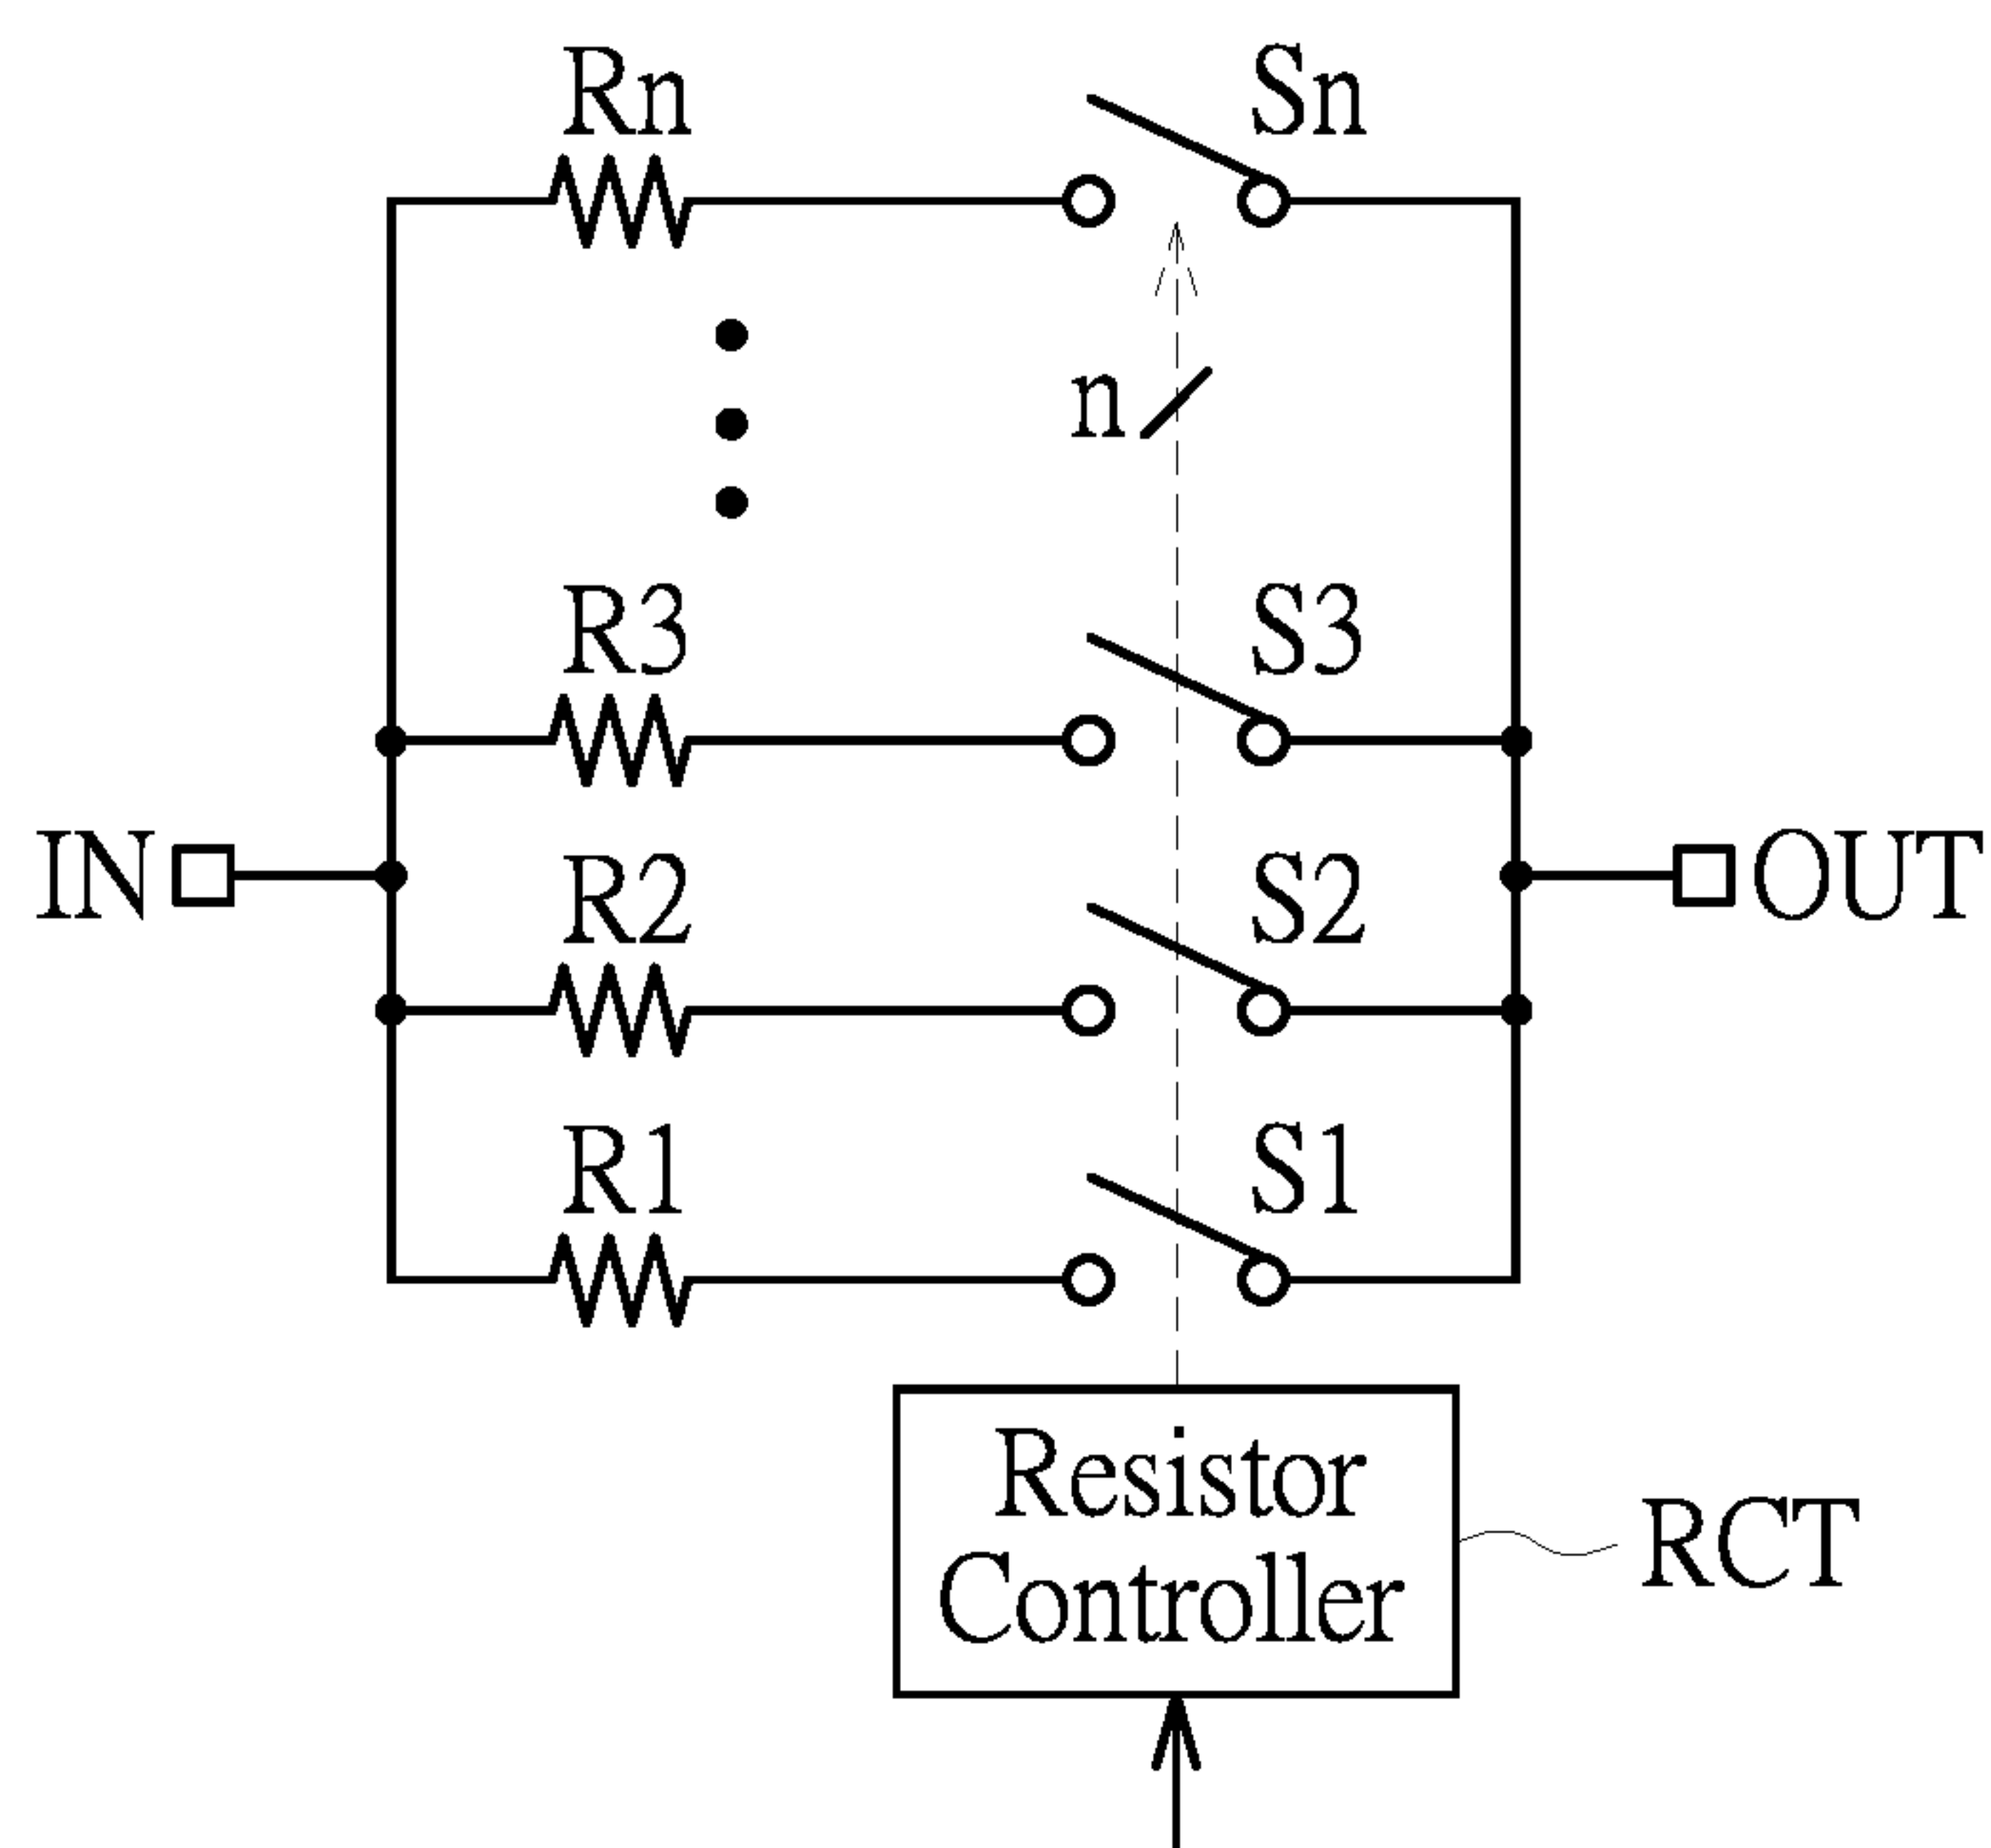 Rn
Sn
n
R3
S3
IN
R2
S2
OUT
R1
S1
Resistor
Controller
RCT